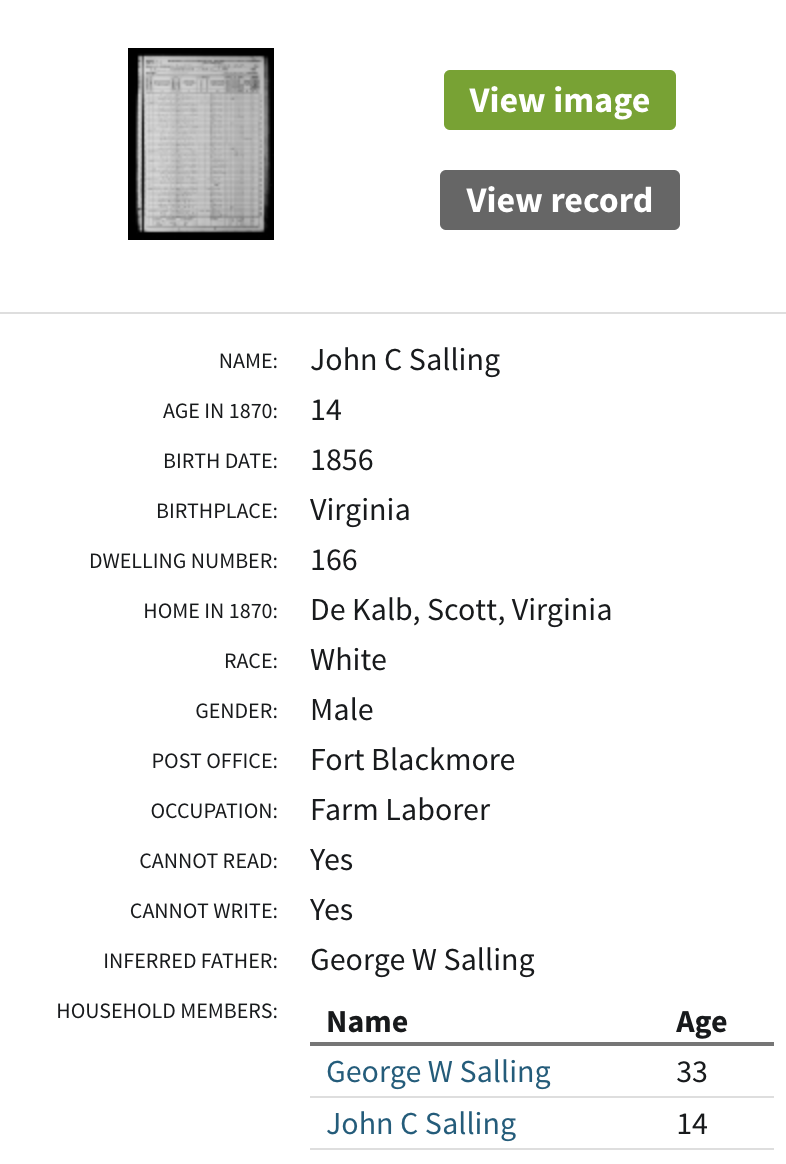 View image
View record
NAME: John C Salling
AGE IN 1870: 14
BIRTH DATE: 1856
BIRTHPLACE: Virginia
DWELLING NUMBER: 166
HOME IN 1870: De Kalb, Scott, Virginia
RACE: White
GENDER: Male
POST OFFICE: Fort Blackmore
OCCUPATION: Farm Laborer
CANNOT READ: Yes
CANNOT WRITE: Yes
INFERRED FATHER: George W Salling
HOUSEHOLD MEMBERS:
Name Age
George W Salling 33
John C Salling 14